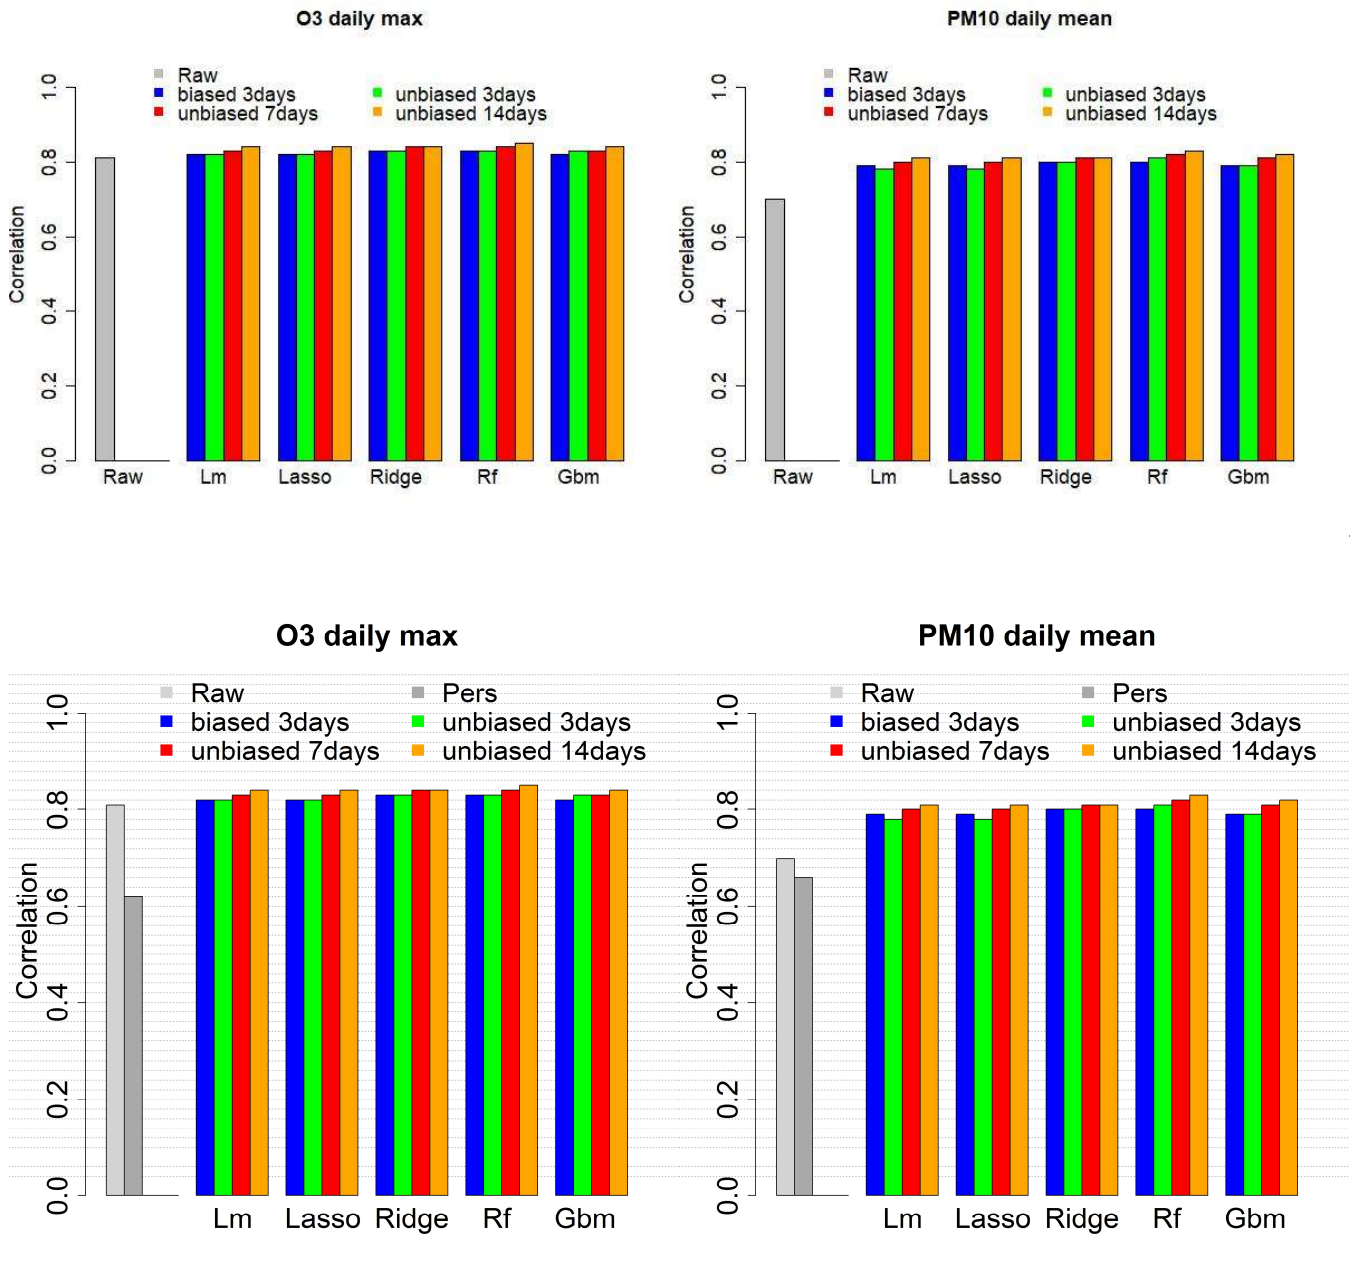 O3 daily max
PM10 daily mean
Raw
biased 3days unbiased 3days
unbiased 7days unbiased 14days
Raw
biased 3days unbiased 3days
unbiased 7days unbiased 14days
Correlation
0.0 0.2 0.4 0.6 0.8 1.0
Raw Lm Lasso Ridge Rf Gbm
Correlation
0.0 0.2 0.4 0.6 0.8 1.0
Raw Lm Lasso Ridge Rf Gbm
O3 daily max
PM10 daily mean
Raw Pers
biased 3days unbiased 3days
unbiased 7days unbiased 14days
Raw Pers
biased 3days unbiased 3days
unbiased 7days unbiased 14days
Correlation
0.0 0.2 0.4 0.6 0.8 1.0
Lm Lasso Ridge Rf Gbm
Correlation
0.0 0.2 0.4 0.6 0.8 1.0
Lm Lasso Ridge Rf Gbm